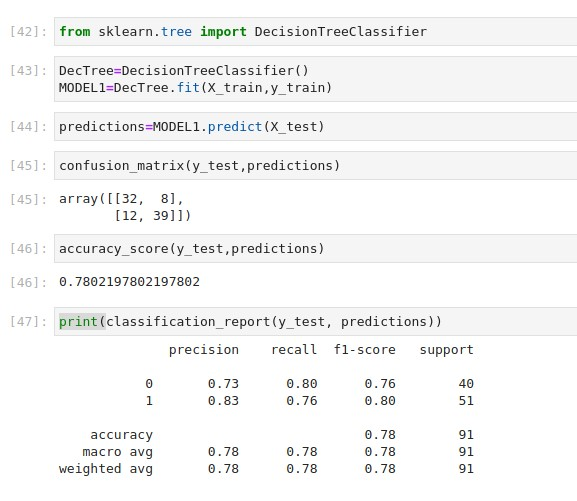 [42]: from sklearn.tree import DecisionTreeClassifier
[43]: DecTree=DecisionTreeClassifier()
MODEL1=DecTree.fit(X_train,y_train)
[44]: predictions=MODEL1.predict(X_test)
[45]: confusion_matrix(y_test,predictions)
[45]: array([[32,  8],
       [12, 39]])
[46]: accuracy_score(y_test,predictions)
[46]: 0.7802197802197802
[47]: print(classification_report(y_test, predictions))
              precision    recall  f1-score   support
           0       0.73      0.80      0.76        40
           1       0.83      0.76      0.80        51
    accuracy                           0.78        91
   macro avg       0.78      0.78      0.78        91
weighted avg       0.78      0.78      0.78        91